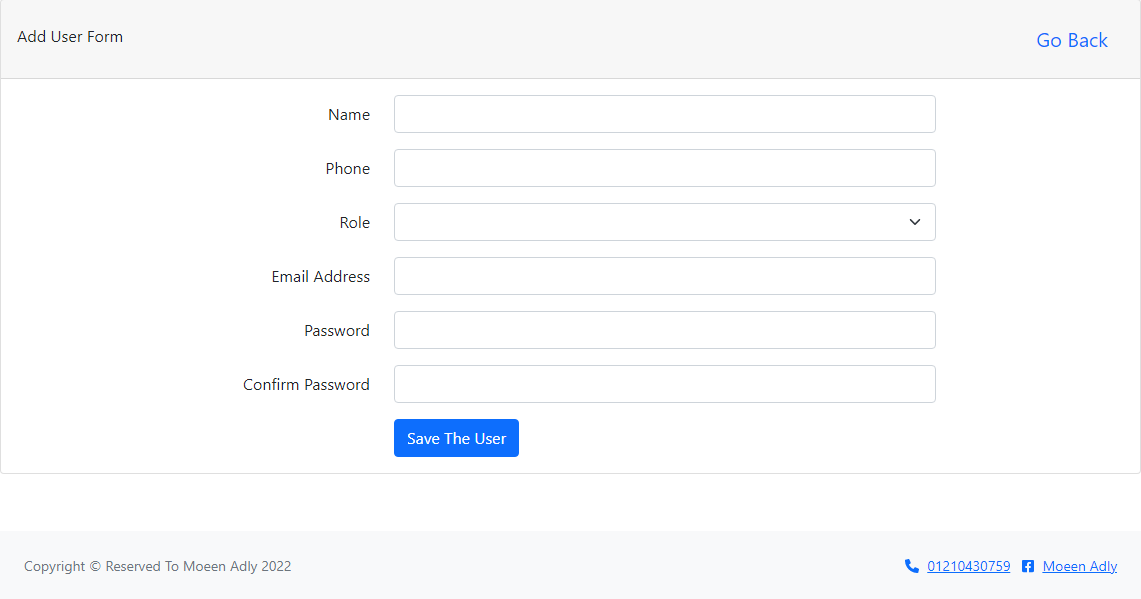 Add User Form
Go Back
Name
Phone
Role
Email Address
Password
Confirm Password
Save The User
Copyright © Reserved To Moeen Adly 2022
01210430759 Moeen Adly